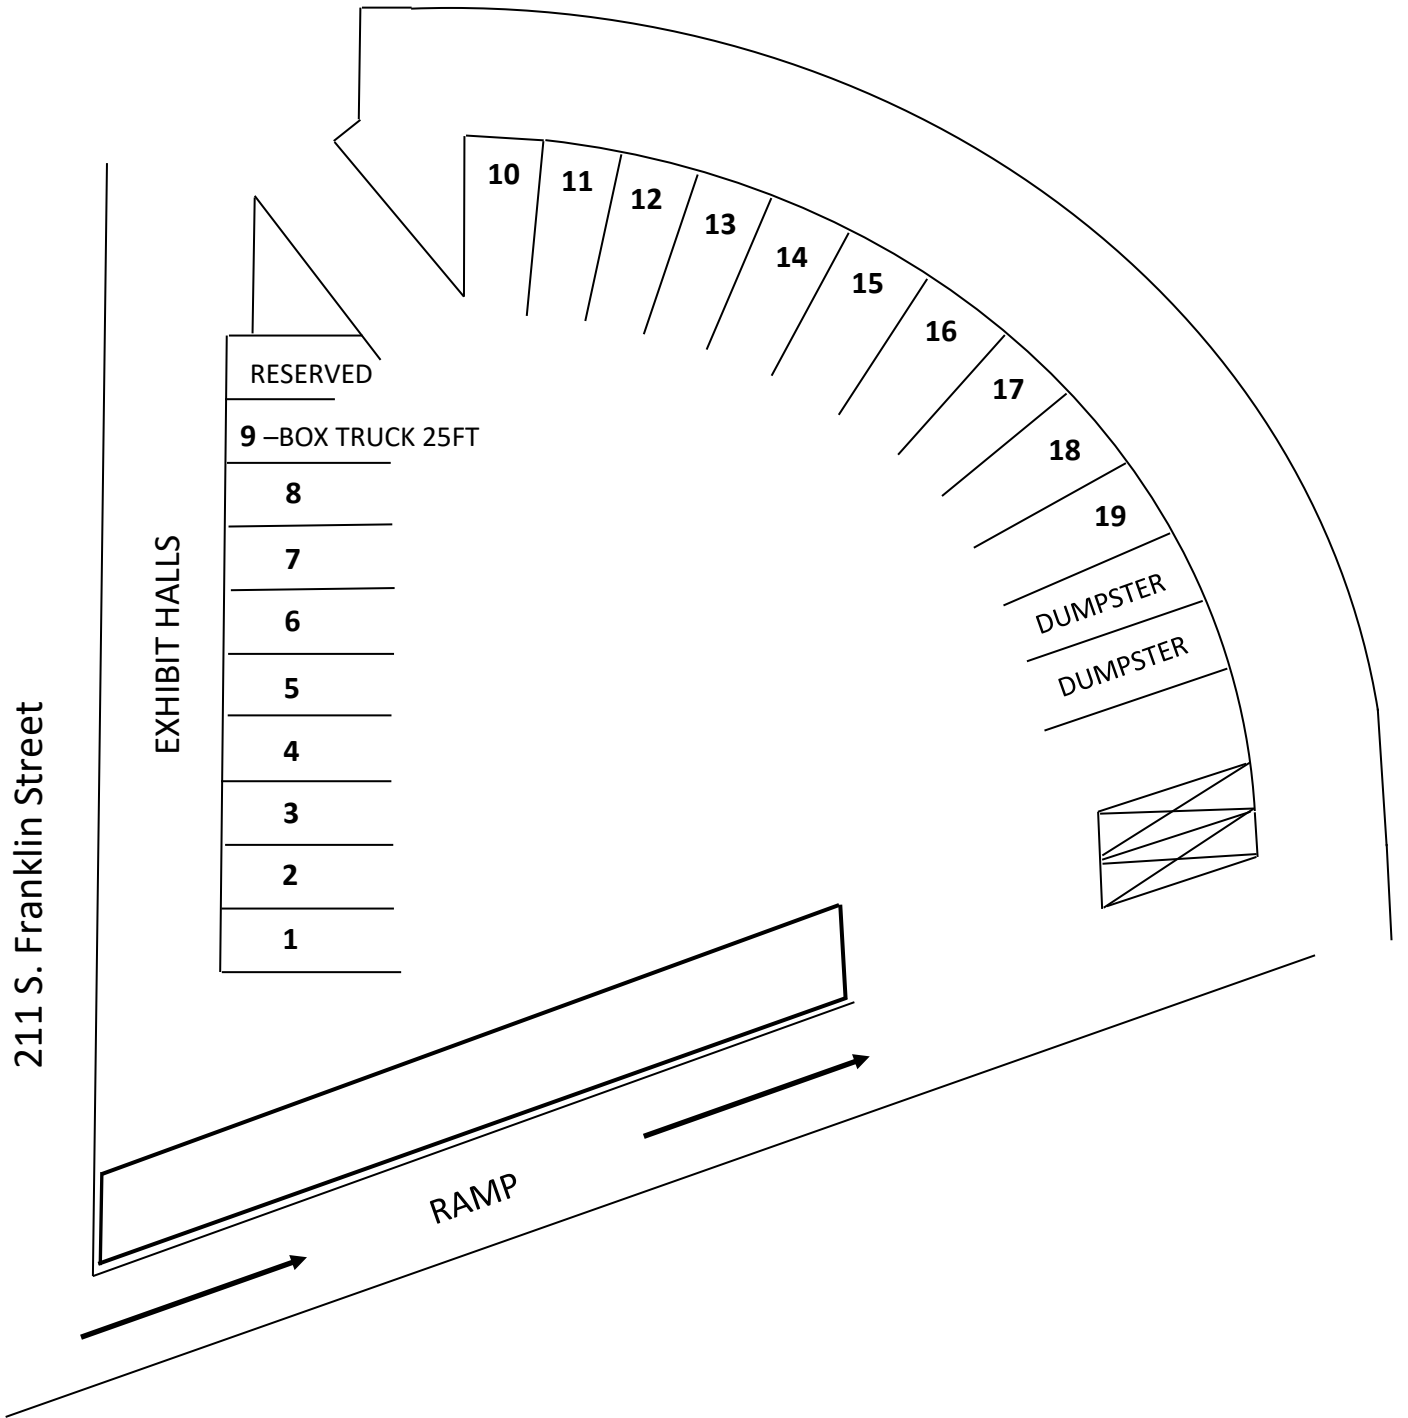 10
11
12
13
14
15
16
17
18
19
DUMPSTER
DUMPSTER
RESERVED
9 –BOX TRUCK 25FT
8
7
6
5
4
3
2
1
EXHIBIT HALLS
211 S. Franklin Street
RAMP